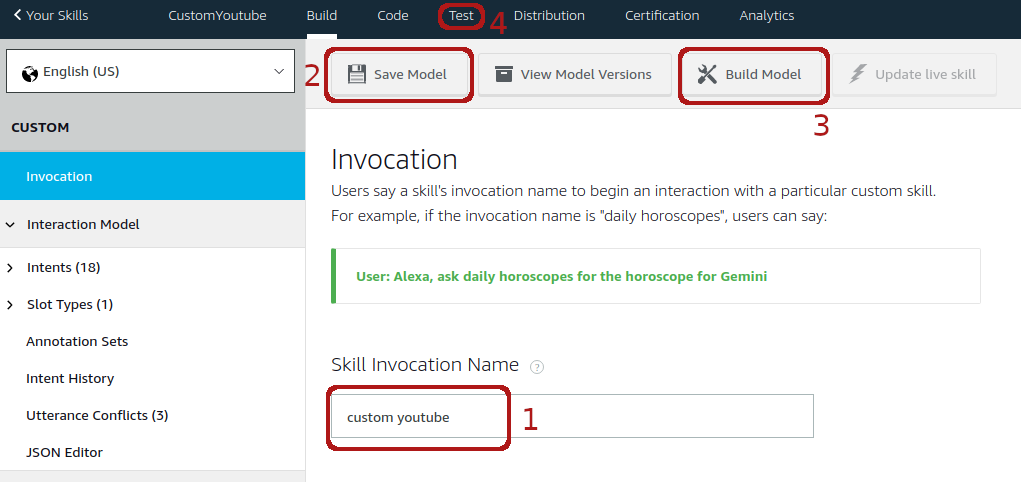 Your Skills CustomYoutube Build Code Test 4 Distribution Certification Analytics
English (US)
2 Save Model View Model Versions Build Model Update live skill
3
CUSTOM
Invocation
Interaction Model
Intents (18)
Slot Types (1)
Annotation Sets
Intent History
Utterance Conflicts (3)
JSON Editor
Invocation
Users say a skill's invocation name to begin an interaction with a particular custom skill.
For example, if the invocation name is "daily horoscopes", users can say:
User: Alexa, ask daily horoscopes for the horoscope for Gemini
Skill Invocation Name ?
custom youtube 1